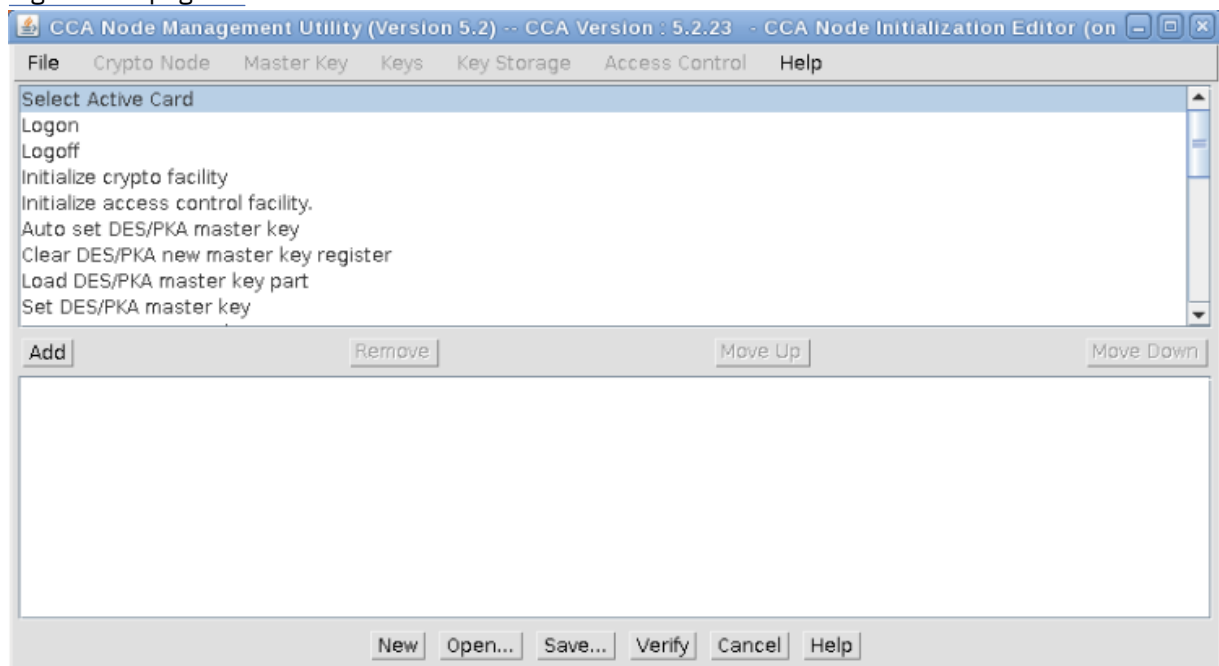 CCA Node Management Utility (Version 5.2) -- CCA Version : 5.2.23 - CCA Node Initialization Editor (on
File Crypto Node Master Key Keys Key Storage Access Control Help
Select Active Card
Logon
Logoff
Initialize crypto facility
Initialize access control facility.
Auto set DES/PKA master key
Clear DES/PKA new master key register
Load DES/PKA master key part
Set DES/PKA master key
Add Remove Move Up Move Down
New Open... Save... Verify Cancel Help